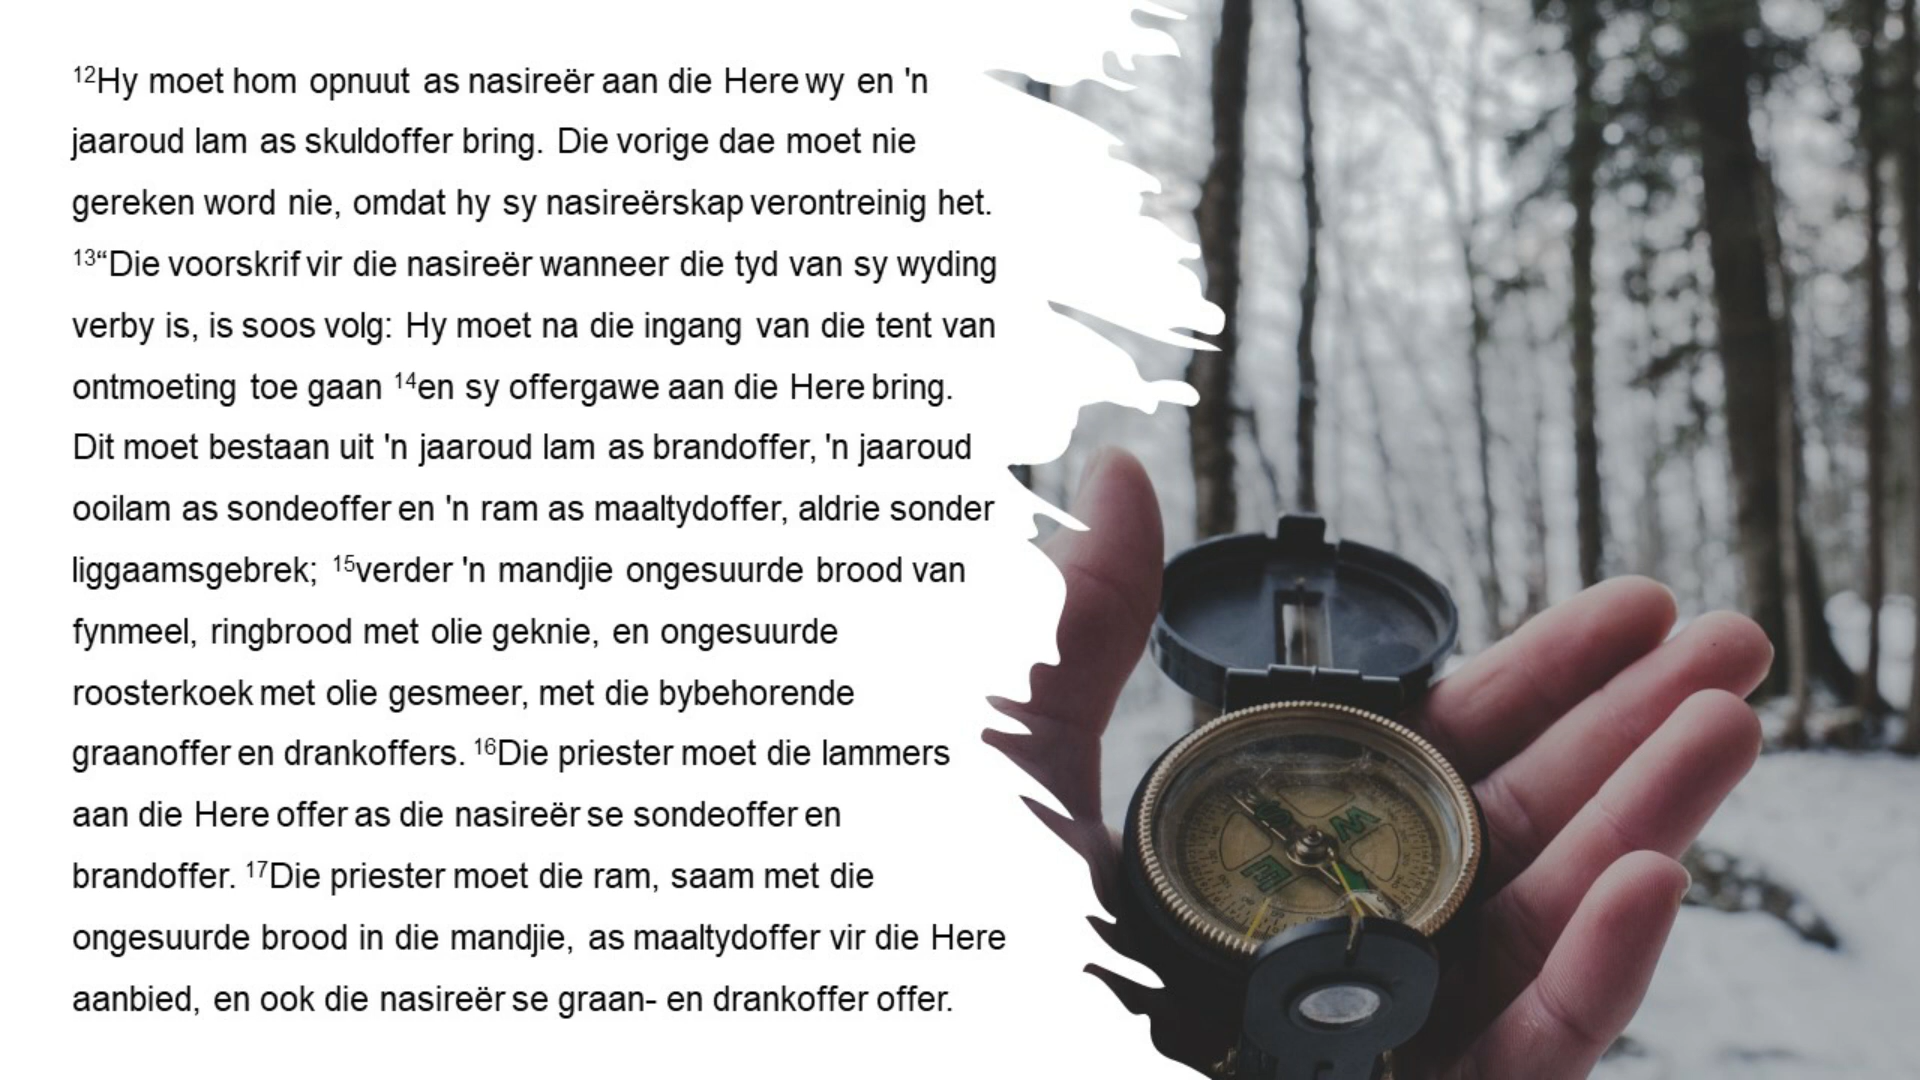 ¹²Hy moet hom opnuut as nasireër aan die Here wy en 'n
jaaroud lam as skuldoffer bring. Die vorige dae moet nie
gereken word nie, omdat hy sy nasireërskap verontreinig het.
¹³“Die voorskrif vir die nasireër wanneer die tyd van sy wyding
verby is, is soos volg: Hy moet na die ingang van die tent van
ontmoeting toe gaan ¹⁴en sy offergawe aan die Here bring.
Dit moet bestaan uit 'n jaaroud lam as brandoffer, 'n jaaroud
ooilam as sondeoffer en 'n ram as maaltydoffer, aldrie sonder
liggaamsgebrek; ¹⁵verder 'n mandjie ongesuurde brood van
fynmeel, ringbrood met olie geknie, en ongesuurde
roosterkoek met olie gesmeer, met die bybehorende
graanoffer en drankoffers. ¹⁶Die priester moet die lammers
aan die Here offer as die nasireër se sondeoffer en
brandoffer. ¹⁷Die priester moet die ram, saam met die
ongesuurde brood in die mandjie, as maaltydoffer vir die Here
aanbied, en ook die nasireër se graan- en drankoffer offer.
W
E